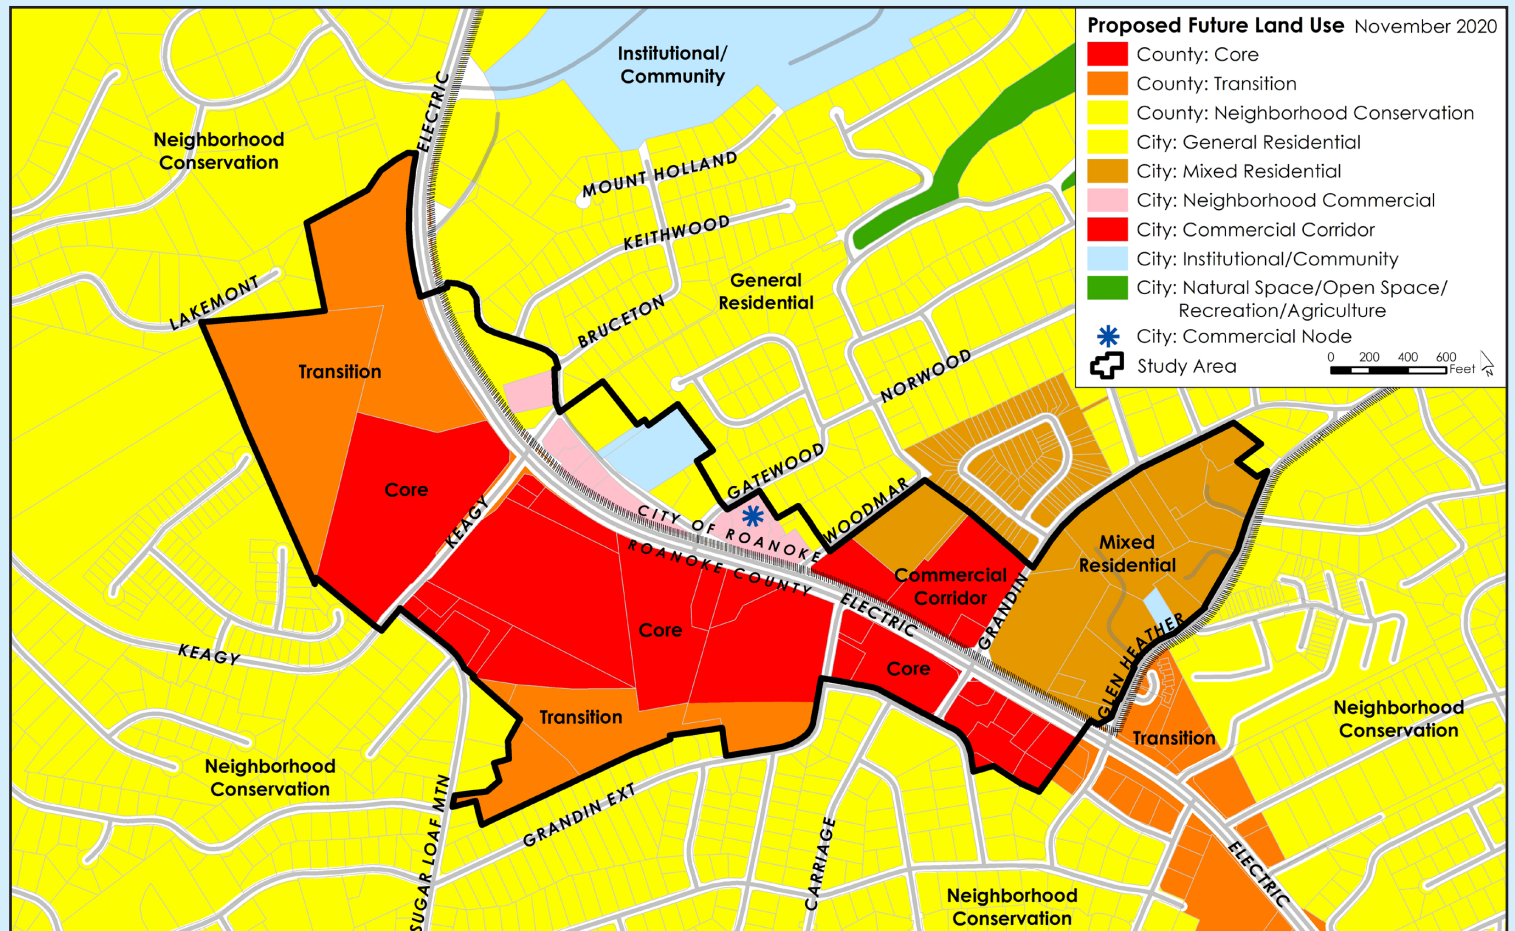 Proposed Future Land Use November 2020
County: Core
County: Transition
County: Neighborhood Conservation
City: General Residential
City: Mixed Residential
City: Neighborhood Commercial
City: Commercial Corridor
City: Institutional/Community
City: Natural Space/Open Space/
Recreation/Agriculture
City: Commercial Node
Study Area
0 200 400 600
Feet
N
Institutional/
Community
ELECTRIC
Neighborhood
Conservation
MOUNT HOLLAND
KEITHWOOD
General
Residential
LAKEMONT
BRUCETON
Transition
NORWOOD
GATEWOOD
Core
KEAGY
WOODMAR
CITY OF ROANOKE
ROANOKE COUNTY
Mixed
Residential
Commercial
Corridor
ELECTRIC
GRANDIN
Core
KEAGY
Core
GLEN HEATHER
Transition
Transition
Neighborhood
Conservation
Neighborhood
Conservation
SUGAR LOAF MTN
GRANDIN EXT
CARRIAGE
ELECTRIC
Neighborhood
Conservation